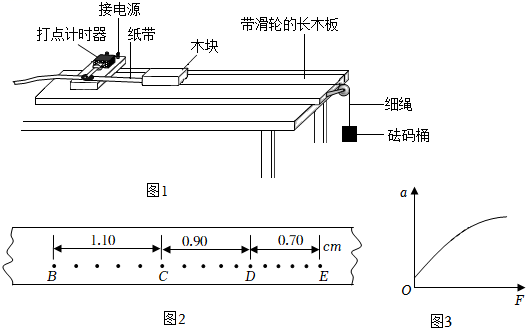 接电源
打点计时器
纸带
木块
带滑轮的长木板
细绳
砝码桶
图1
1.10
0.90
0.70
cm
B
C
D
E
图2
a
O
F
图3